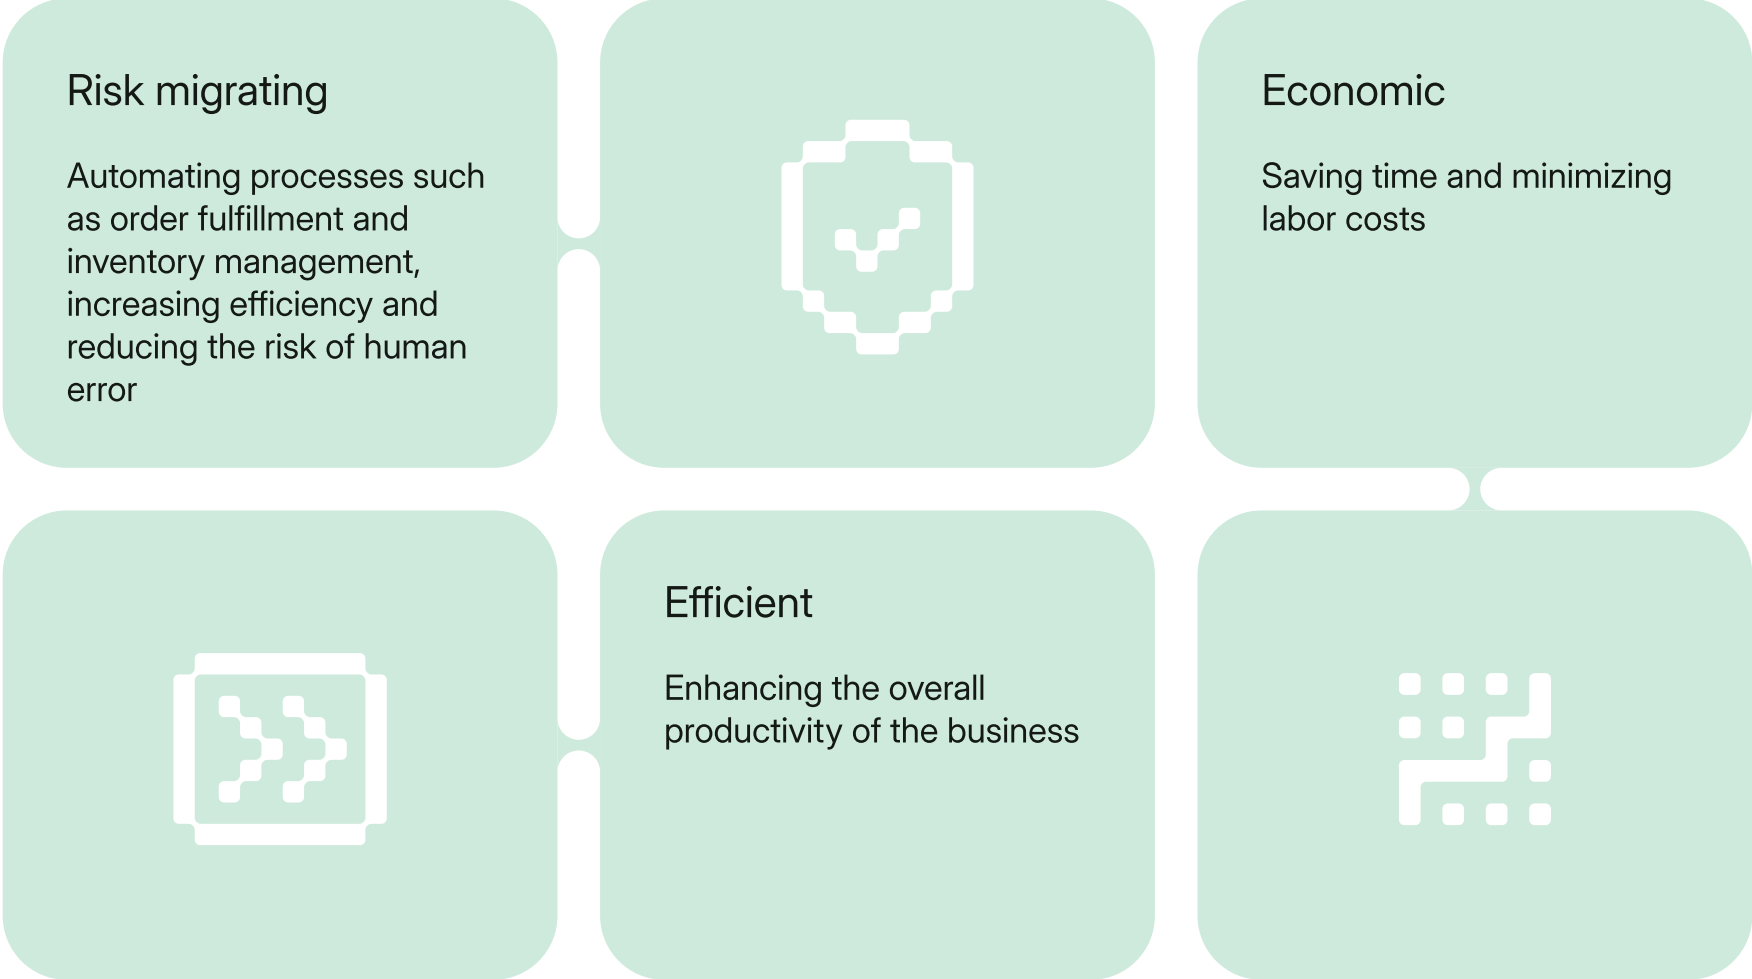 Risk migrating
Automating processes such
as order fulfillment and
inventory management,
increasing efficiency and
reducing the risk of human
error
Economic
Saving time and minimizing
labor costs
Efficient
Enhancing the overall
productivity of the business